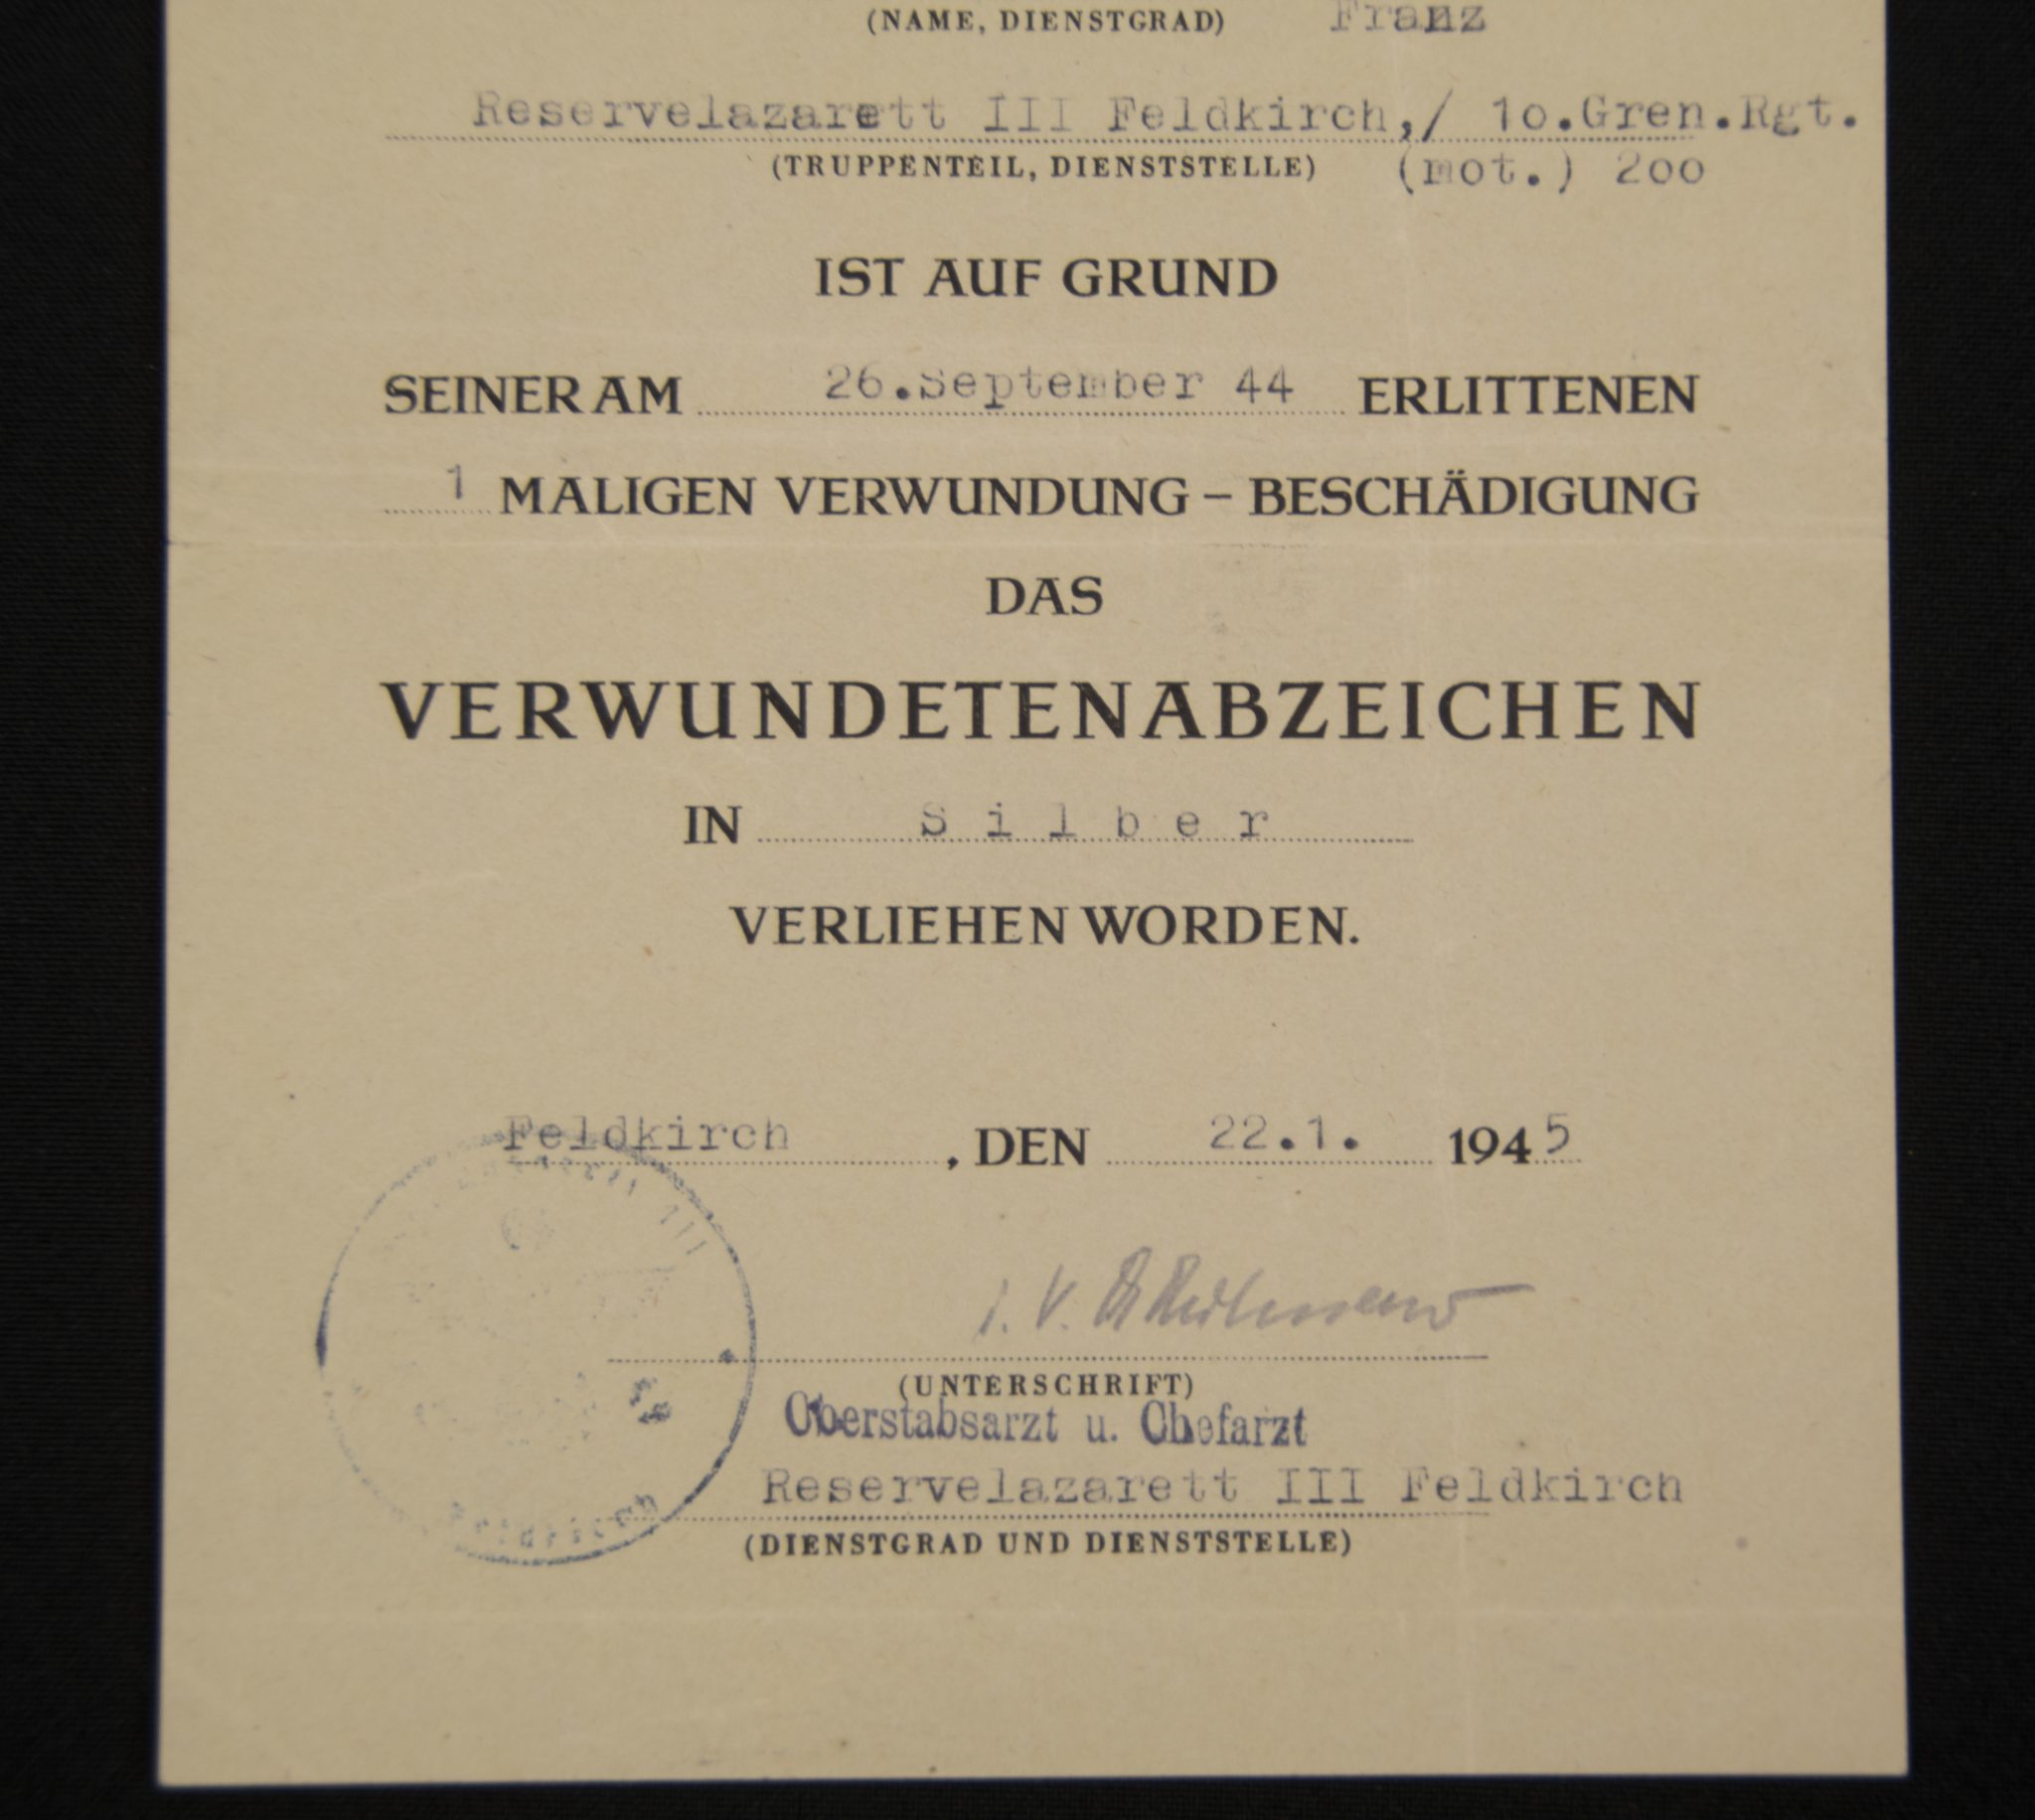 (NAME, DIENSTGRAD) Franz
Reservelazarett III Feldkirch,/ 1o.Gren.Rgt.
(TRUPPENTEIL, DIENSTSTELLE) (mot.) 2oo
IST AUF GRUND
SEINER AM 26.September 44 ERLITTENEN
1 MALIGEN VERWUNDUNG – BESCHÄDIGUNG
DAS
VERWUNDETENABZEICHEN
IN S i l b e r
VERLIEHEN WORDEN.
Feldkirch , DEN 22.1. 1945
III
I. V.
(UNTERSCHRIFT)
Oberstabsarzt u. Chefarzt
Reservelazarett III Feldkirch
(DIENSTGRAD UND DIENSTSTELLE)
Feldkirch